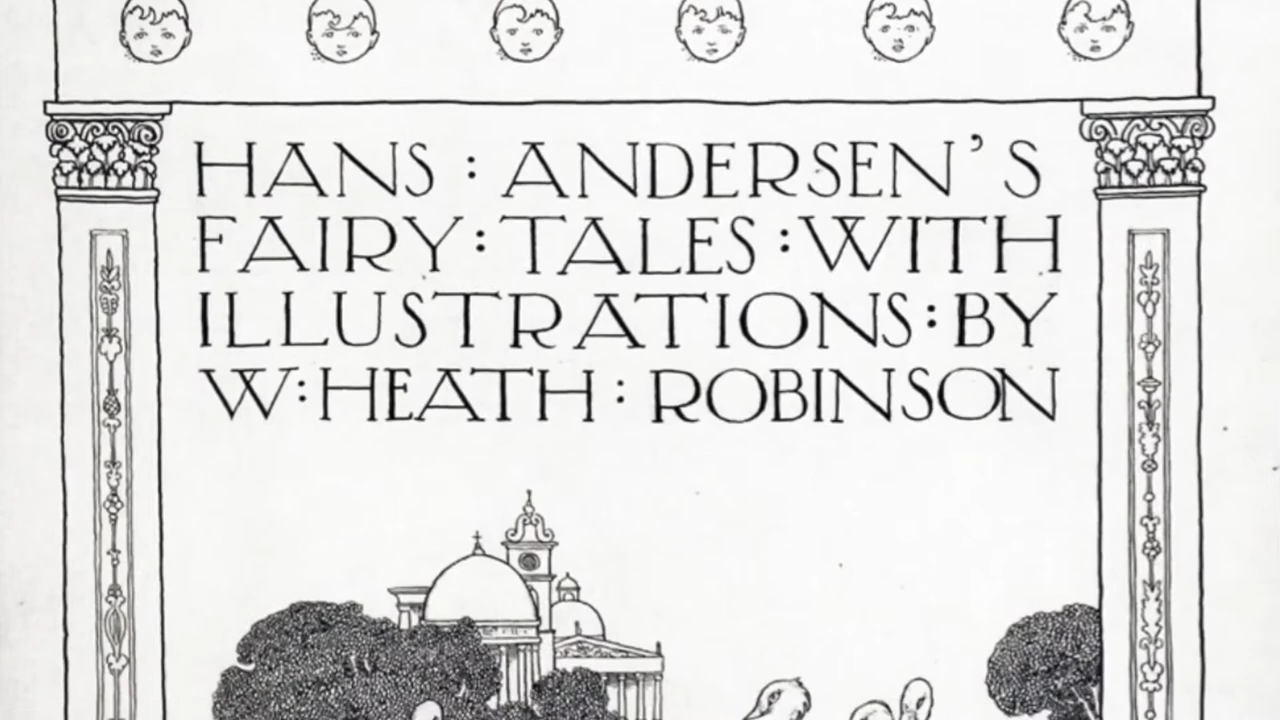 HANS : ANDERSEN'S
FAIRY : TALES : WITH
ILLUSTRATIONS : BY
W : HEATH : ROBINSON